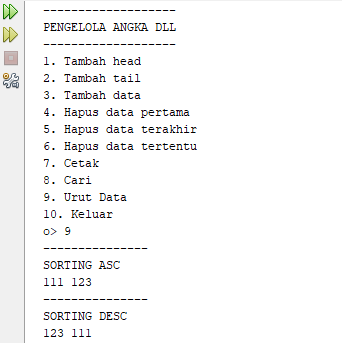 -------------------
PENGELOLA ANGKA DLL
-------------------
1. Tambah head
2. Tambah tail
3. Tambah data
4. Hapus data pertama
5. Hapus data terakhir
6. Hapus data tertentu
7. Cetak
8. Cari
9. Urut Data
10. Keluar
o> 9
---------------
SORTING ASC
111 123
---------------
SORTING DESC
123 111